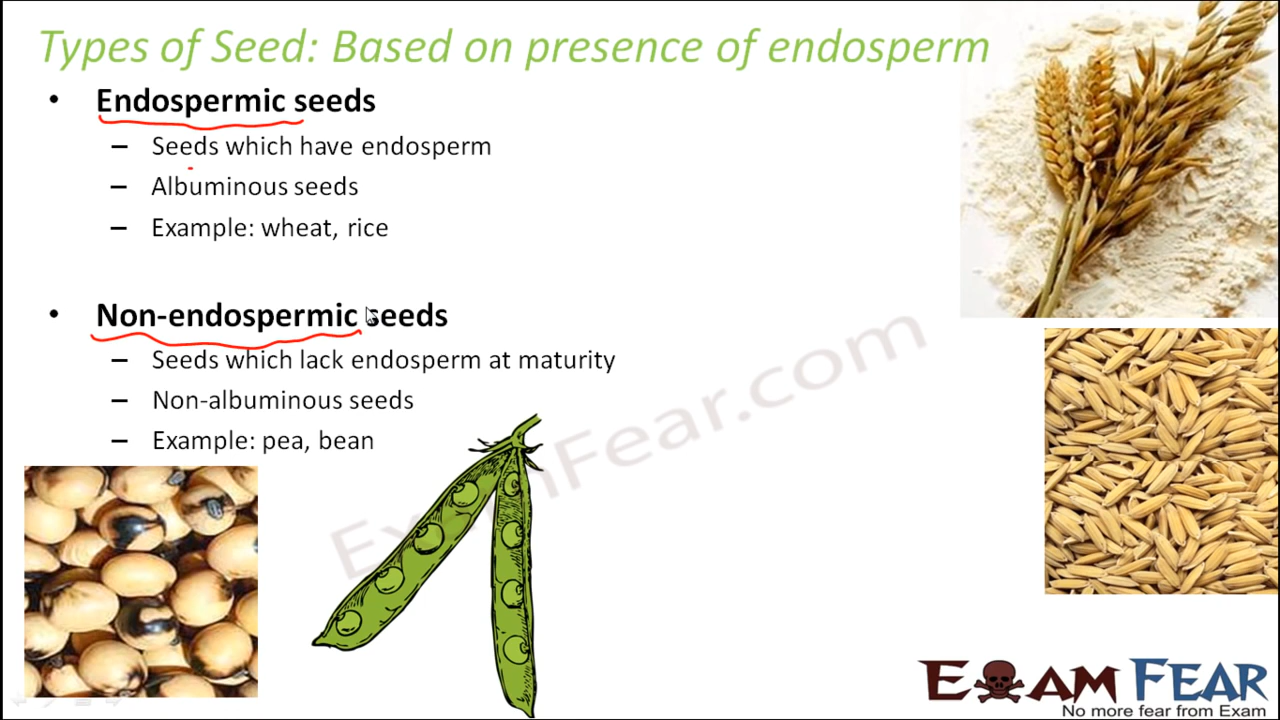 Types of Seed: Based on presence of endosperm
• Endospermic seeds
– Seeds which have endosperm
– Albuminous seeds
– Example: wheat, rice
• Non-endospermic seeds
– Seeds which lack endosperm at maturity
– Non-albuminous seeds
– Example: pea, bean
ExamFear.com
EXAM FEAR
No more fear from Exam